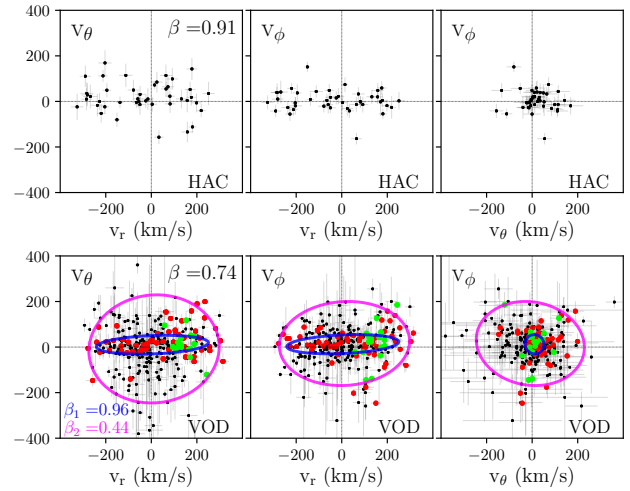 400
200
0
−200
−400
v_θ β = 0.91
HAC
v_ϕ
HAC
v_ϕ
HAC
−200 0 200
v_r (km/s)
−200 0 200
v_r (km/s)
−200 0 200
v_θ (km/s)
400
200
0
−200
−400
v_θ β = 0.74
β_1 = 0.96
β_2 = 0.44
VOD
v_ϕ
VOD
v_ϕ
VOD
−200 0 200
v_r (km/s)
−200 0 200
v_r (km/s)
−200 0 200
v_θ (km/s)